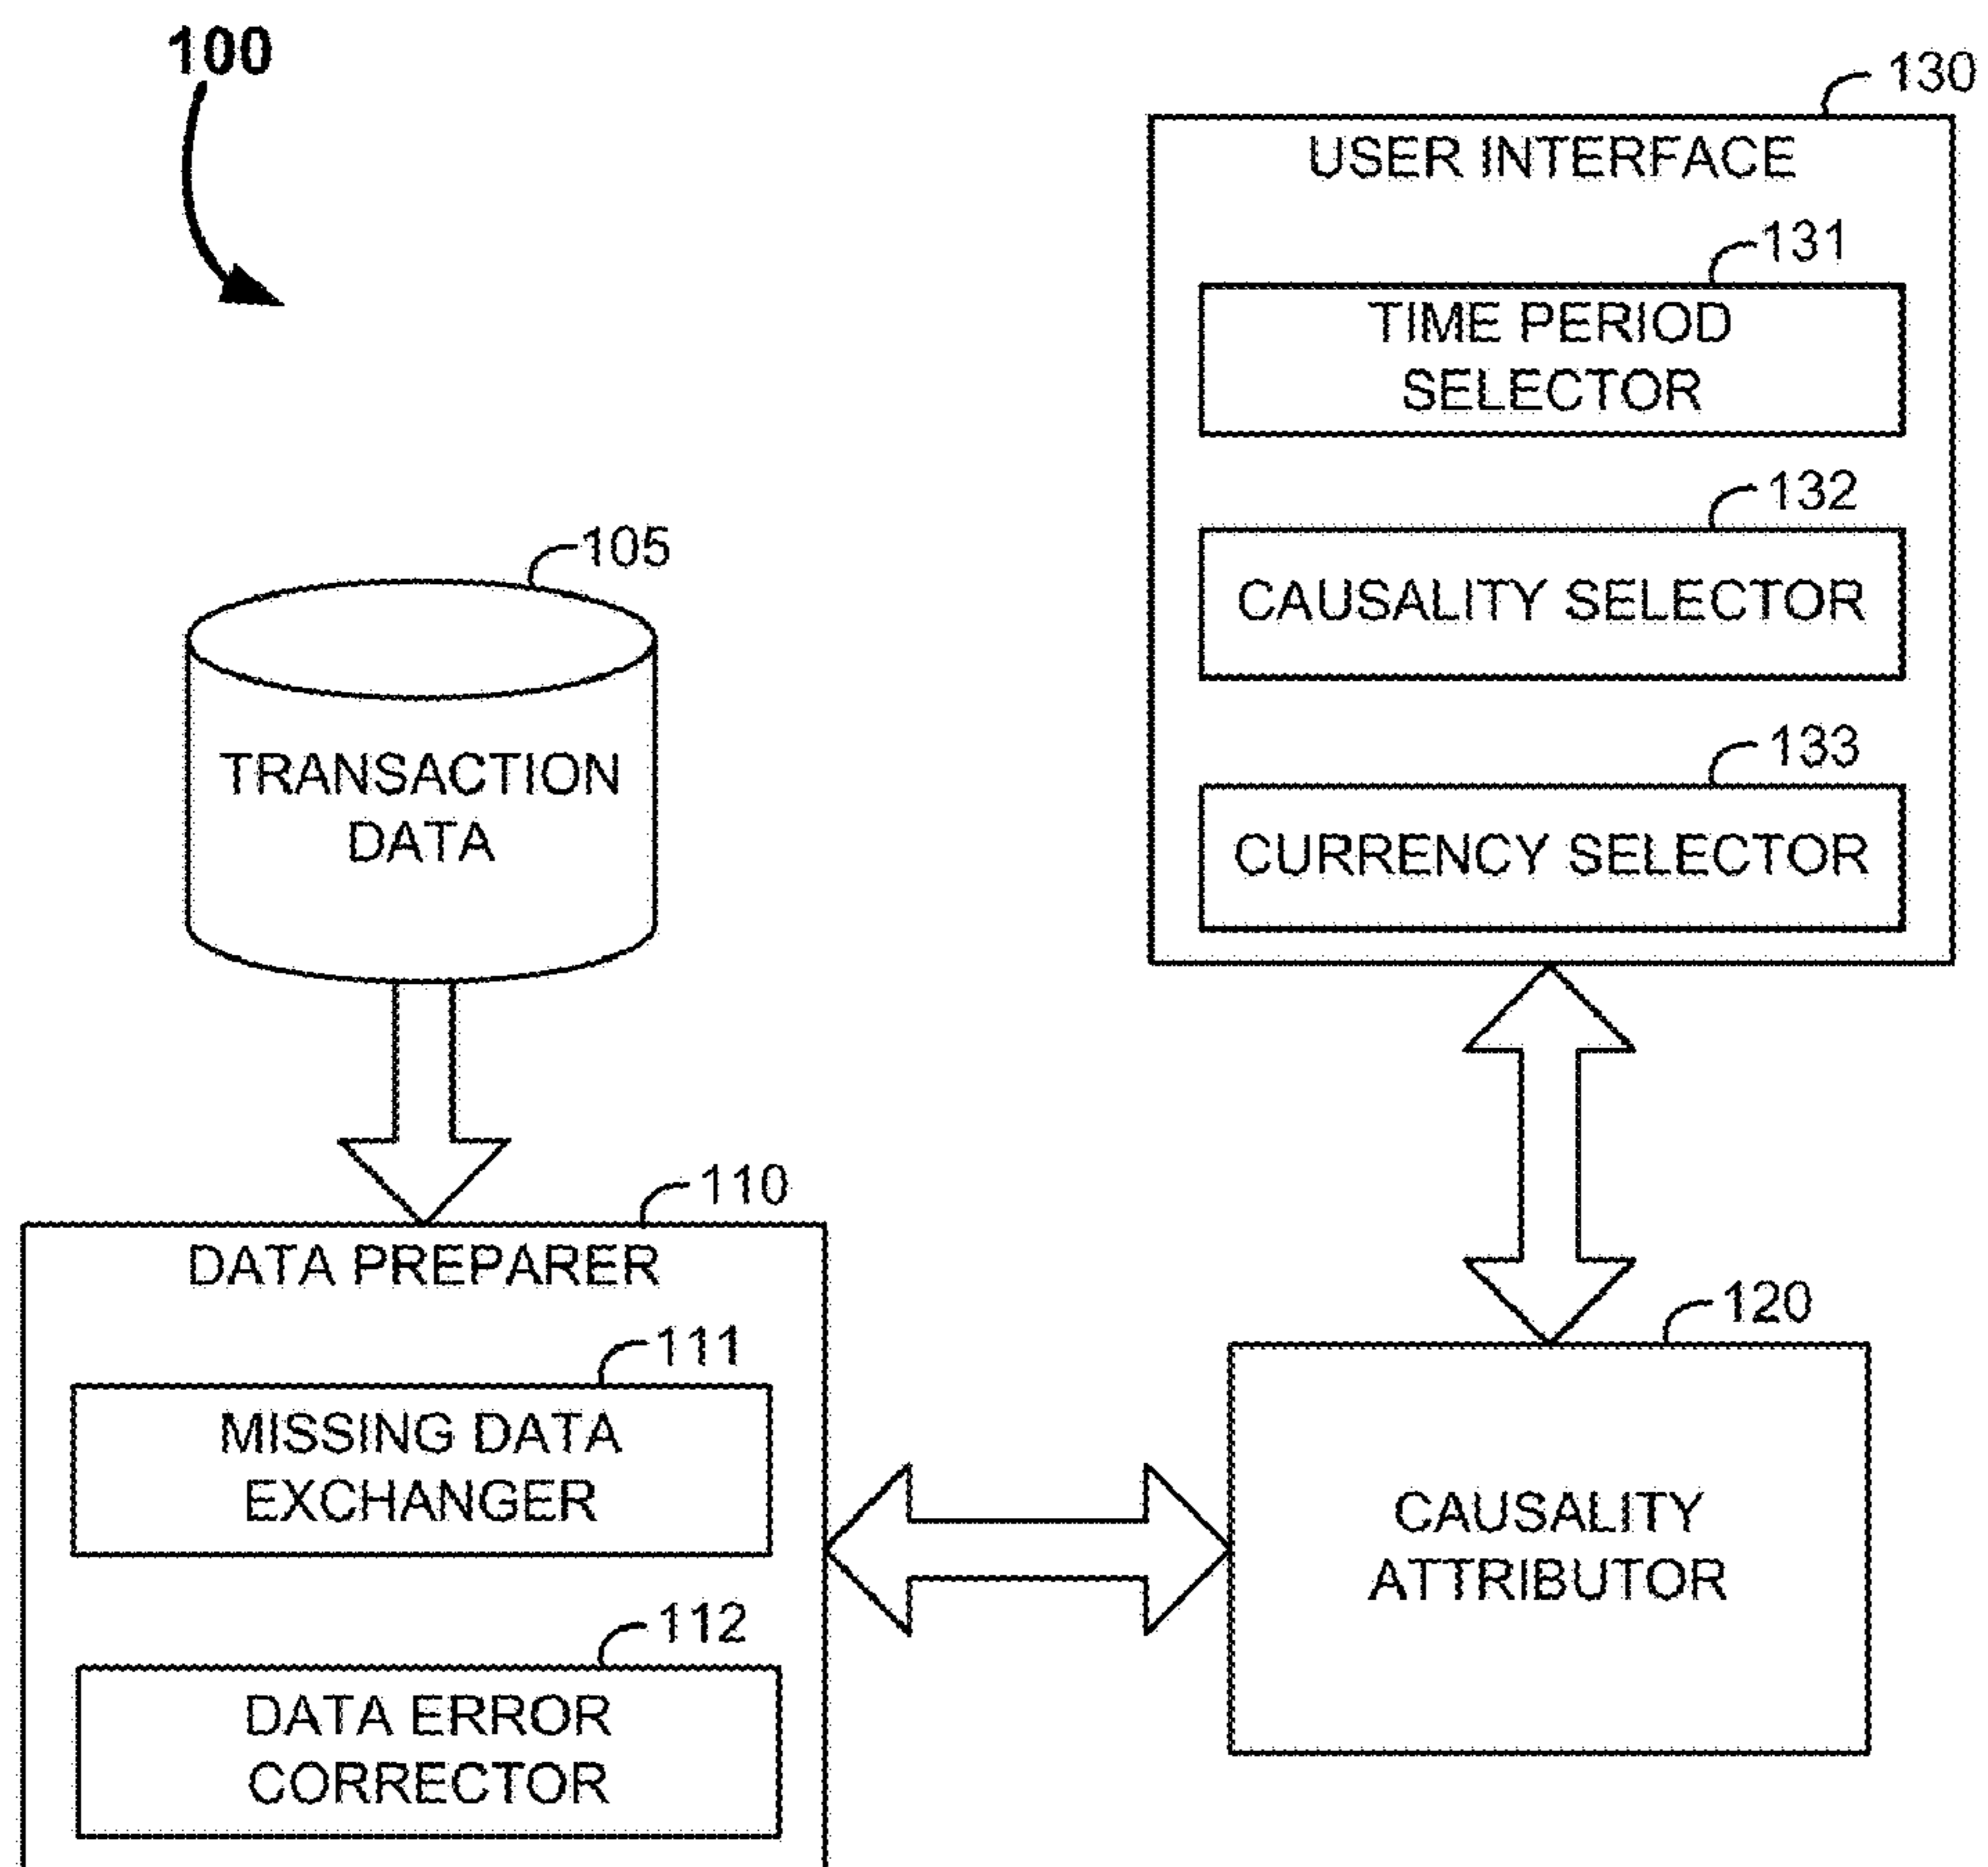 100
130
USER INTERFACE
131
TIME PERIOD
SELECTOR
132
CAUSALITY SELECTOR
133
CURRENCY SELECTOR
105
TRANSACTION
DATA
110
DATA PREPARER
111
MISSING DATA
EXCHANGER
112
DATA ERROR
CORRECTOR
120
CAUSALITY
ATTRIBUTOR